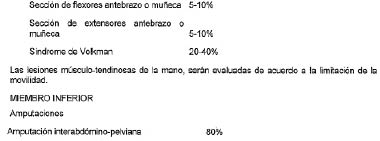 Sección de flexores antebrazo o muñeca 5-10%
Sección de extensores antebrazo o
muñeca 5-10%
Sindrome de Volkman 20-40%
Las lesiones músculo-tendinosas de la mano, serán evaluadas de acuerdo a la limitación de la
movilidad.
MIEMBRO INFERIOR
Amputaciones
Amputación interabdómino-pelviana 80%